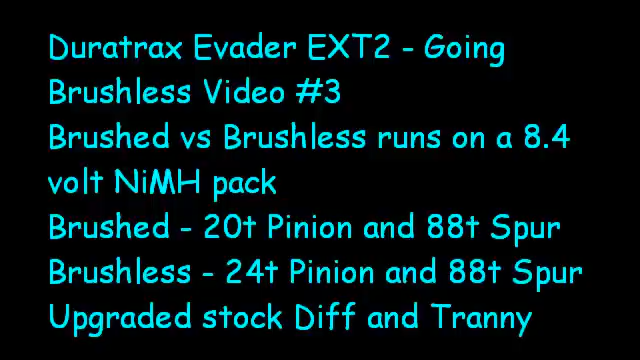 Duratrax Evader EXT2 - Going
Brushless Video #3
Brushed vs Brushless runs on a 8.4
volt NiMH pack
Brushed - 20t Pinion and 88t Spur
Brushless - 24t Pinion and 88t Spur
Upgraded stock Diff and Tranny